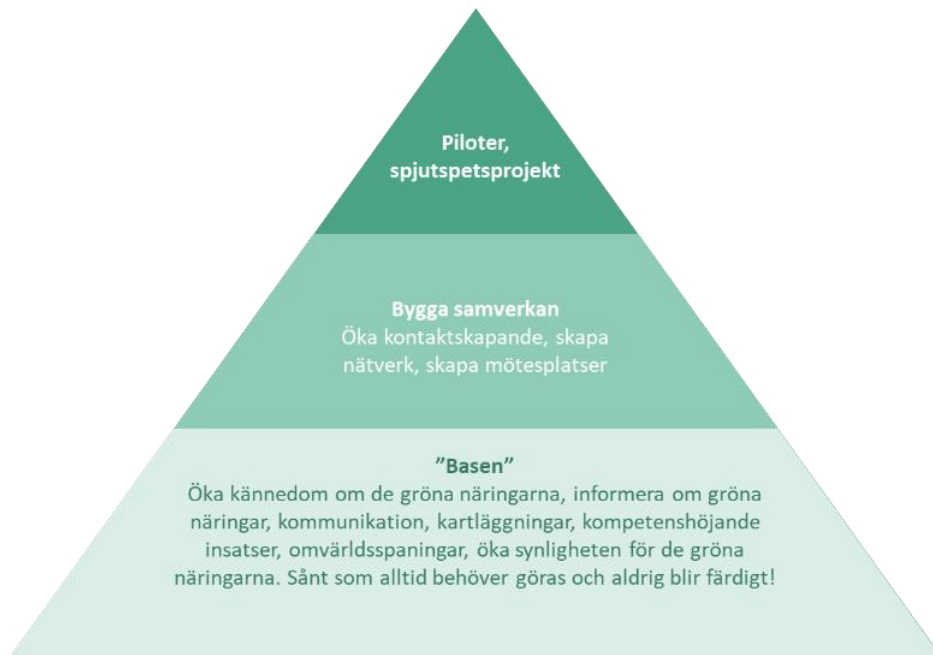 Piloter,
spjutspetsprojekt
Bygga samverkan
Öka kontaktskapande, skapa
nätverk, skapa mötesplatser
”Basen”
Öka kännedom om de gröna näringarna, informera om gröna
näringar, kommunikation, kartläggningar, kompetenshöjande
insatser, omvärldsspaningar, öka synligheten för de gröna
näringarna. Sånt som alltid behöver göras och aldrig blir färdigt!